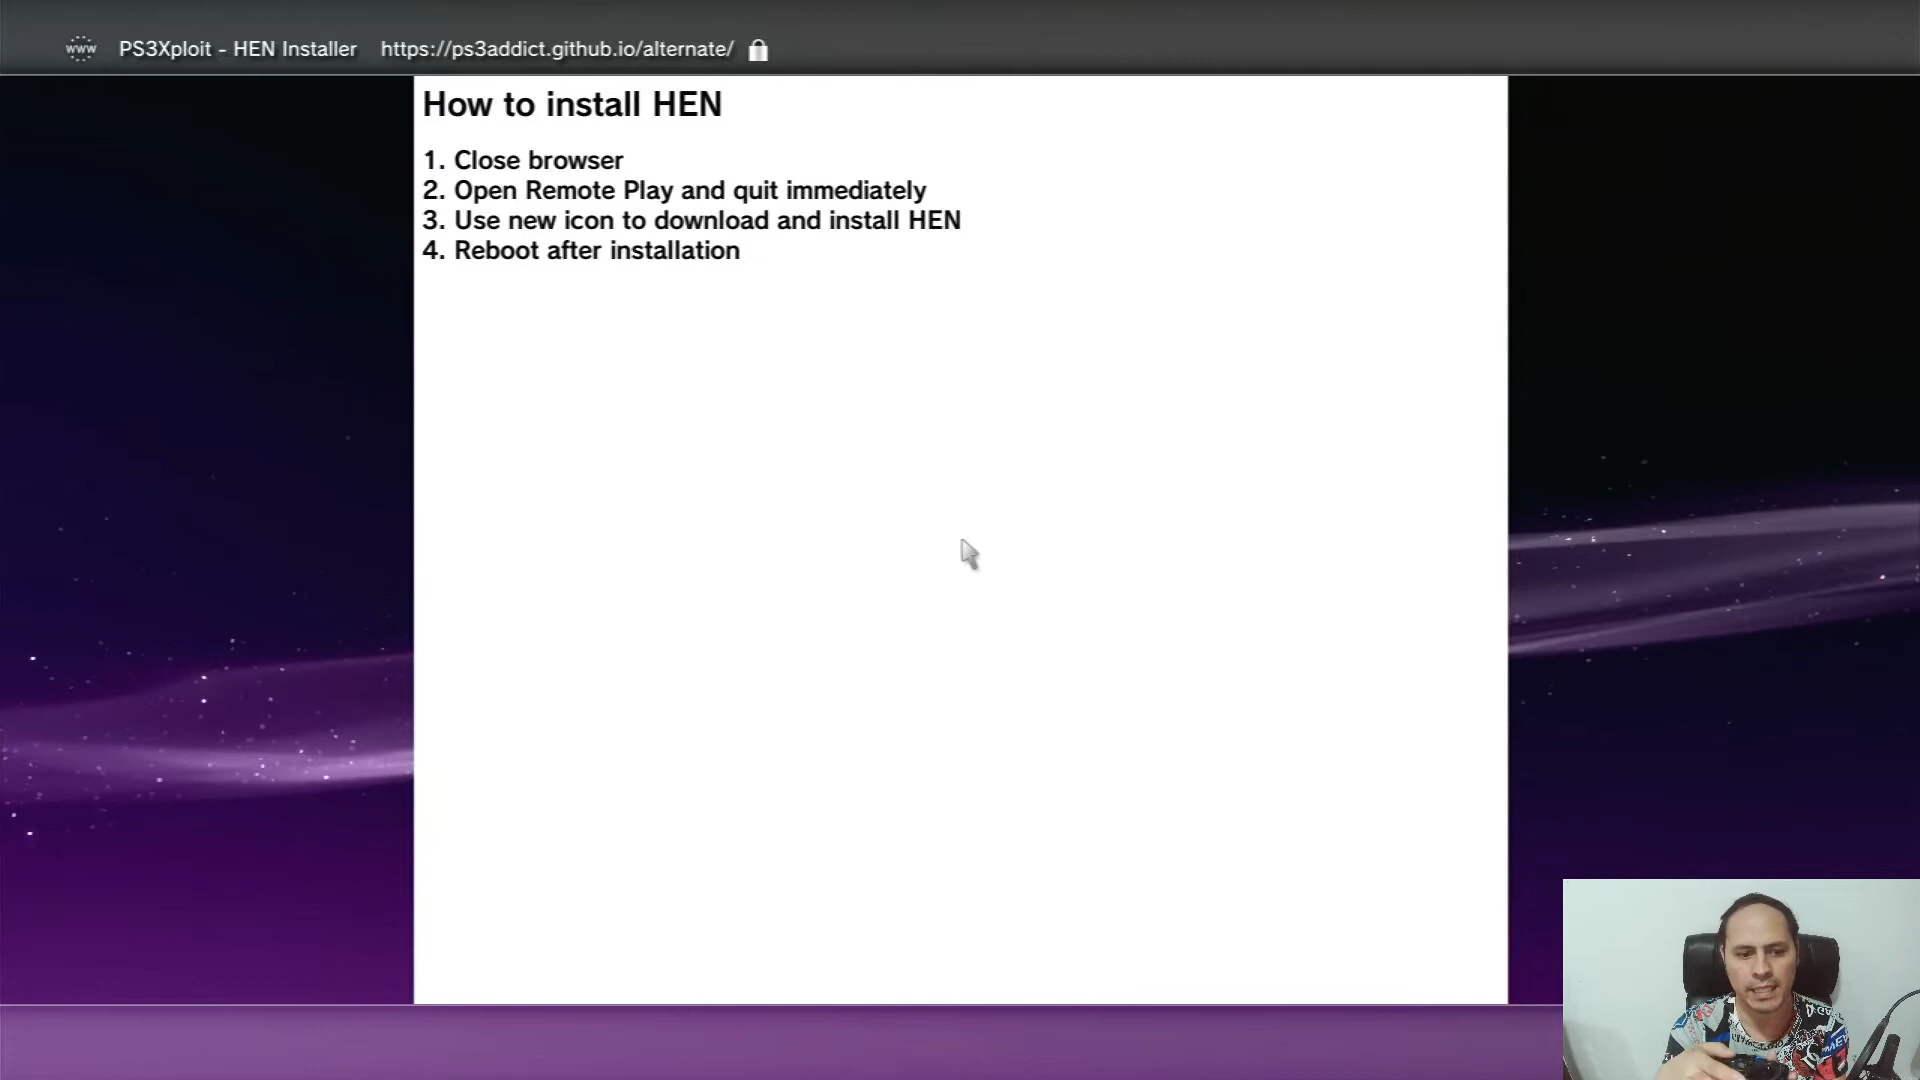 www PS3Xploit - HEN Installer https://ps3addict.github.io/alternate/
How to install HEN
1. Close browser
2. Open Remote Play and quit immediately
3. Use new icon to download and install HEN
4. Reboot after installation